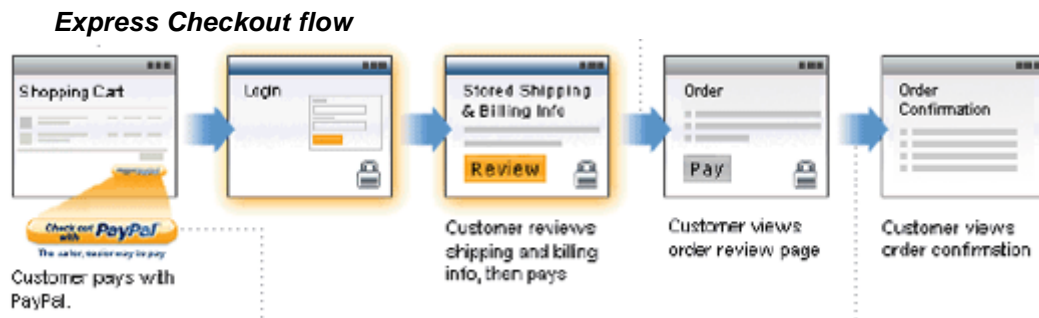 Express Checkout flow
Shopping Cart
Check out
with PayPal
The safer, easier way to pay
Customer pays with
PayPal.
Login
Stored Shipping
& Billing Info
Review
Customer reviews
shipping and billing
info, then pays
Order
Pay
Customer views
order review page
Order
Confirmation
Customer views
order confirmation